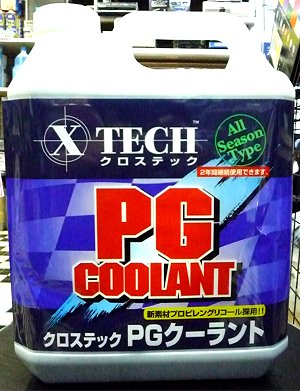 X TECH™
クロステック
All
Season
Type
2年間継続使用できます
PG
COOLANT
新素材プロピレングリコール採用!!
クロステック PGクーラント